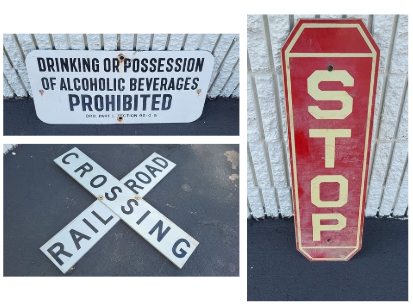 DRINKING OR POSSESSION
OF ALCOHOLIC BEVERAGES
PROHIBITED
RAILROAD
CROSSING
STOP